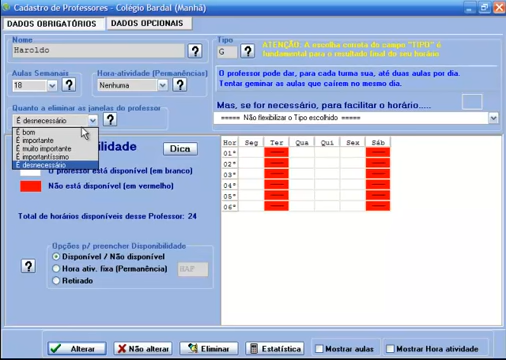 Cadastro de Professores - Colégio Bardal (Manhã)
DADOS OBRIGATÓRIOS
DADOS OPCIONAIS
Nome
Haroldo
?
Tipo
G
?
ATENÇÃO: A escolha correta do campo "TIPO" é
fundamental para o resultado final do seu horário.
Aulas Semanais
18
?
Hora-atividade (Permanências)
Nenhuma
?
O professor pode dar, para cada turma sua, até duas aulas por dia.
Tentar geminar as aulas que caírem no mesmo dia.
Quanto a eliminar as janelas do professor
É desnecessário
?
Mas, se for necessário, para facilitar o horário.
===== Não flexibilizar o Tipo escolhido =====
É bom
É importante
É muito importante
É importantíssimo
É desnecessário
bilidade
Dica
O professor está disponível (em branco)
Não está disponível (em vermelho)
Total de horários disponíveis desse Professor: 24
Hor Seg Ter Qua Qui Sex Sáb
01ª
02ª
03ª
04ª
05ª
06ª
Opções p/ preencher Disponibilidade
?
Disponível / Não disponível
Hora ativ. fixa (Permanência)
HAP
Retirado
Alterar
Não alterar
Eliminar
Estatística
Mostrar aulas
Mostrar Hora atividade